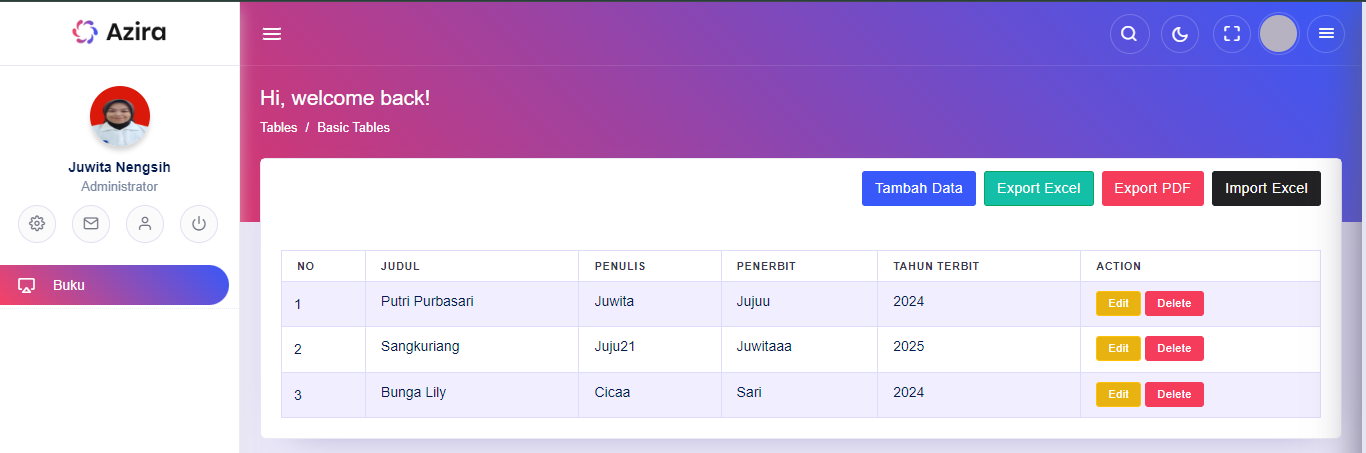 Azira
Hi, welcome back!
Tables / Basic Tables
Juwita Nengsih
Administrator
Buku
Tambah Data Export Excel Export PDF Import Excel
NO JUDUL PENULIS PENERBIT TAHUN TERBIT ACTION
1 Putri Purbasari Juwita Jujuu 2024 Edit Delete
2 Sangkuriang Juju21 Juwitaaa 2025 Edit Delete
3 Bunga Lily Cicaa Sari 2024 Edit Delete